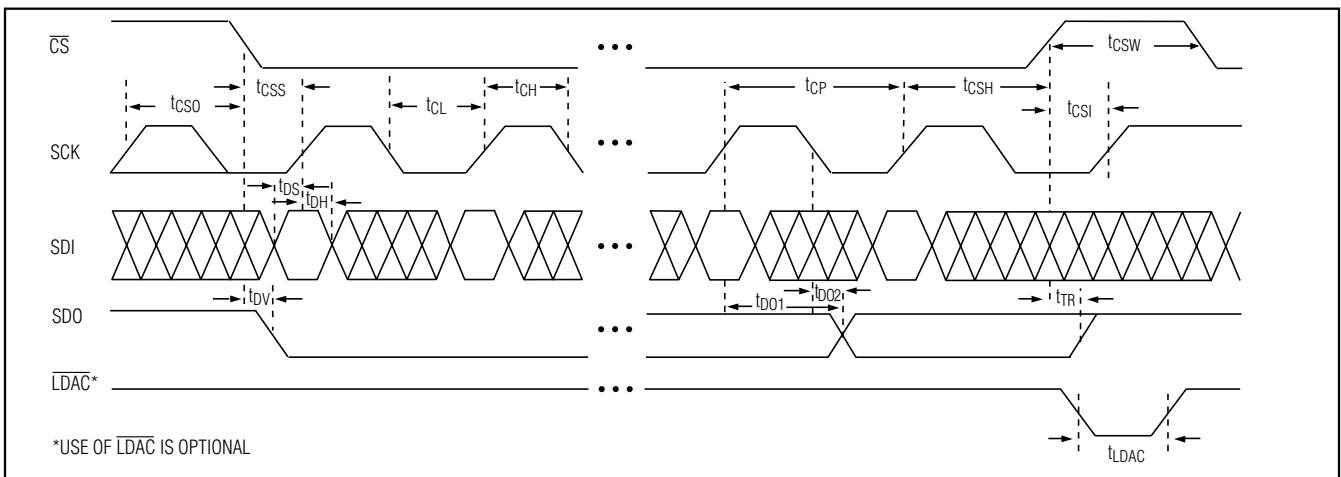 CS
tCSW
tCSO
tCSS
tCL
tCH
tCP
tCSH
tCSI
SCK
tDS
tDH
SDI
tDV
tDO1
tDO2
tTR
SDO
LDAC*
tLDAC
*USE OF LDAC IS OPTIONAL